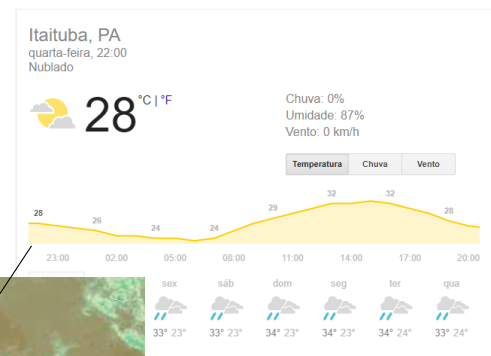 Itaituba, PA
quarta-feira, 22:00
Nublado
28 °C | °F
Chuva: 0%
Umidade: 87%
Vento: 0 km/h
Temperatura Chuva Vento
28 26 24 24 29 32 32 28
23:00 02:00 05:00 08:00 11:00 14:00 17:00 20:00
sex sáb dom seg ter qua
33° 23° 33° 23° 34° 23° 34° 23° 34° 24° 33° 24°